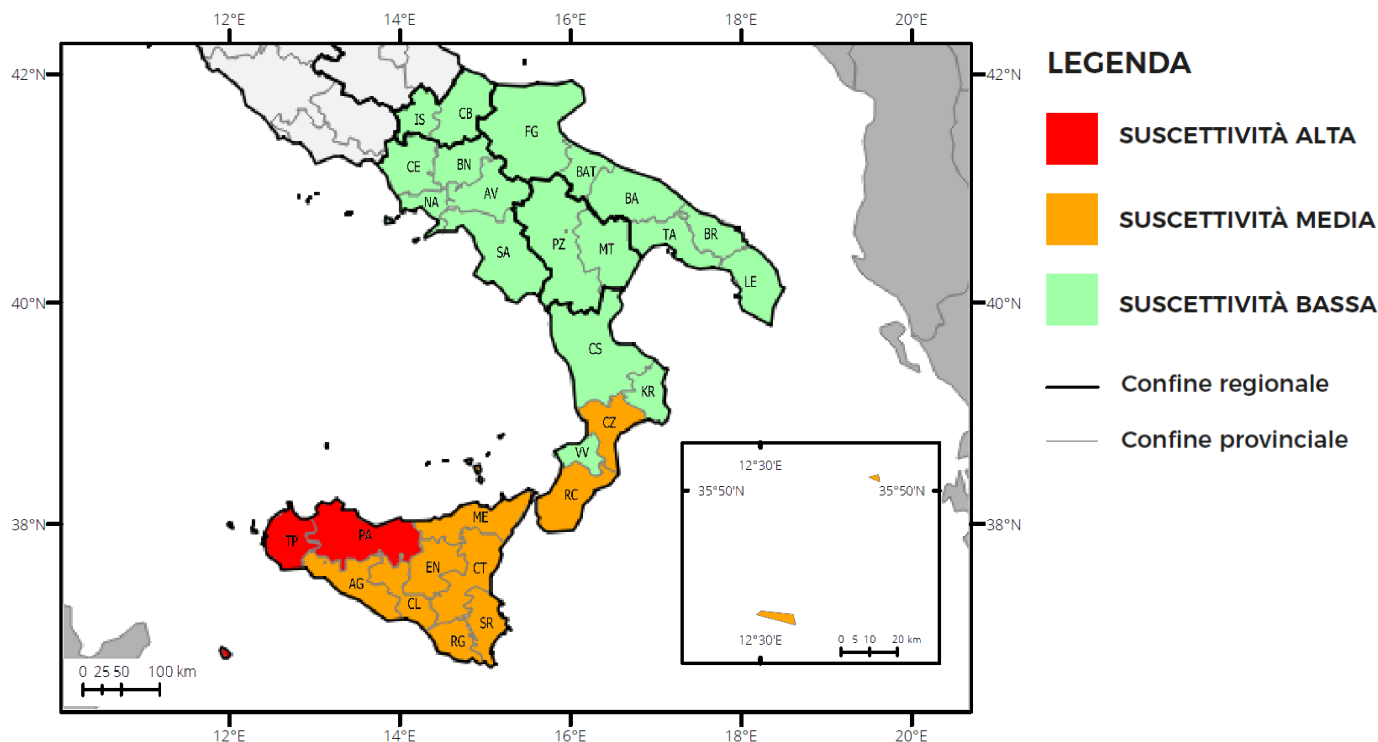 12°E 14°E 16°E 18°E 20°E
42°N 42°N
LEGENDA
SUSCETTIVITÀ ALTA
SUSCETTIVITÀ MEDIA
SUSCETTIVITÀ BASSA
Confine regionale
Confine provinciale
IS CB
FG
CE BN
BAT
NA AV
BA
SA PZ MT TA BR
LE
40°N 40°N
CS
KR
CZ
VV
RC
38°N 38°N
ME
TP PA
EN CT
AG
CL
SR
RG
12°30'E
35°50'N 35°50'N
12°30'E
0 5 10 20 km
0 25 50 100 km
12°E 14°E 16°E 18°E 20°E